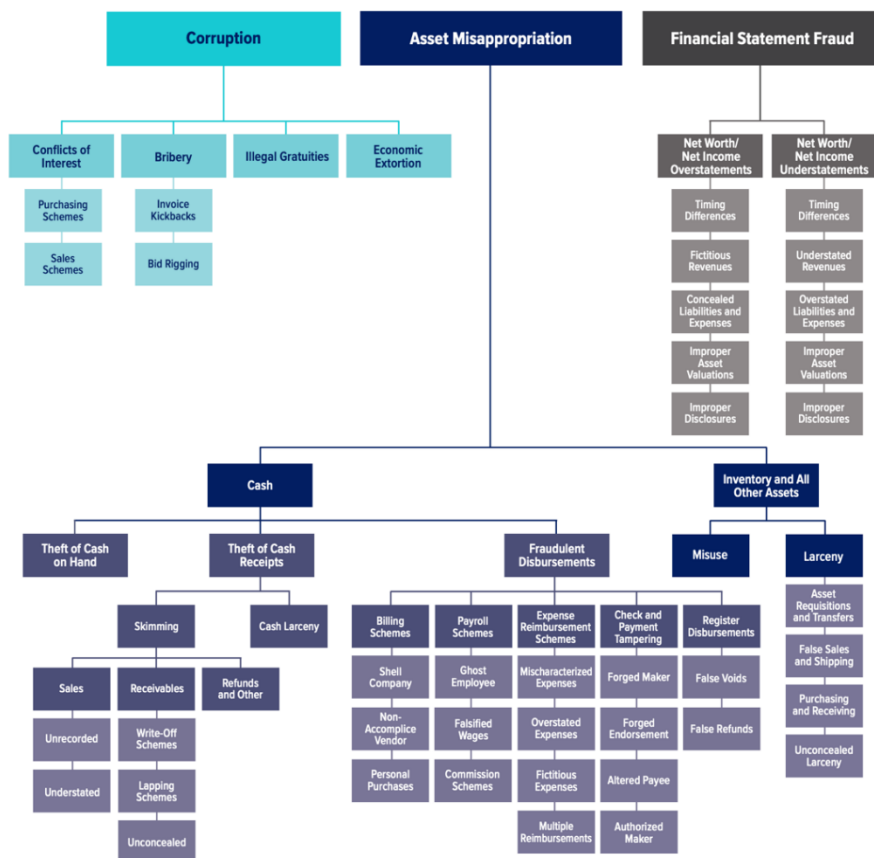 Corruption
Asset Misappropriation
Financial Statement Fraud
Conflicts of
Interest
Bribery
Illegal Gratuities
Economic
Extortion
Purchasing
Schemes
Sales
Schemes
Invoice
Kickbacks
Bid Rigging
Net Worth/
Net Income
Overstatements
Timing
Differences
Fictitious
Revenues
Concealed
Liabilities and
Expenses
Improper
Asset
Valuations
Improper
Disclosures
Net Worth/
Net Income
Understatements
Timing
Differences
Understated
Revenues
Overstated
Liabilities and
Expenses
Improper
Asset
Valuations
Improper
Disclosures
Cash
Inventory and All
Other Assets
Theft of Cash
on Hand
Theft of Cash
Receipts
Fraudulent
Disbursements
Misuse
Larceny
Skimming
Cash Larceny
Sales
Unrecorded
Understated
Receivables
Write-Off
Schemes
Lapping
Schemes
Unconcealed
Refunds
and Other
Billing
Schemes
Shell
Company
Non-
Accomplice
Vendor
Personal
Purchases
Payroll
Schemes
Ghost
Employee
Falsified
Wages
Commission
Schemes
Expense
Reimbursement
Schemes
Mischaracterized
Expenses
Overstated
Expenses
Fictitious
Expenses
Multiple
Reimbursements
Check and
Payment
Tampering
Forged Maker
Forged
Endorsement
Altered Payee
Authorized
Maker
Register
Disbursements
False Voids
False Refunds
Asset
Requisitions
and Transfers
False Sales
and Shipping
Purchasing
and Receiving
Unconcealed
Larceny